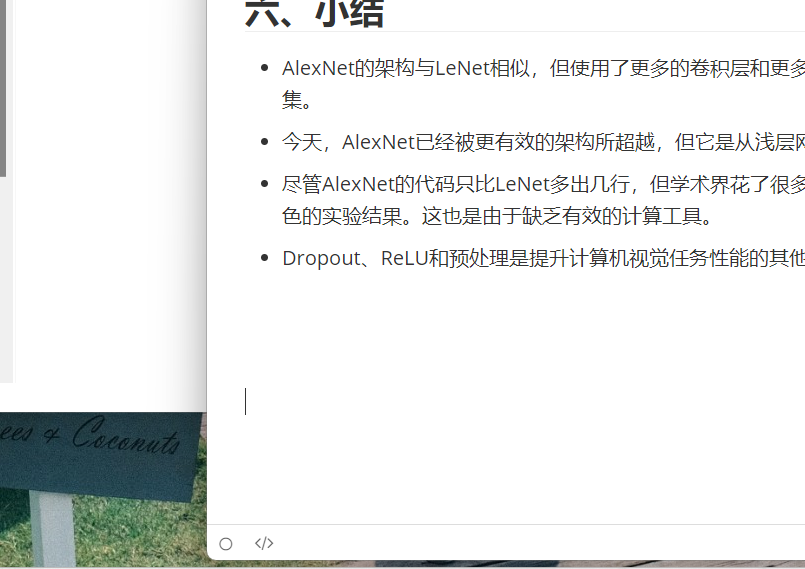 六、小结
AlexNet的架构与LeNet相似，但使用了更多的卷积层和更多
集。
今天，AlexNet已经被更有效的架构所超越，但它是从浅层网
尽管AlexNet的代码只比LeNet多出几行，但学术界花了很多
色的实验结果。这也是由于缺乏有效的计算工具。
Dropout、ReLU和预处理是提升计算机视觉任务性能的其他
ees & Coconuts